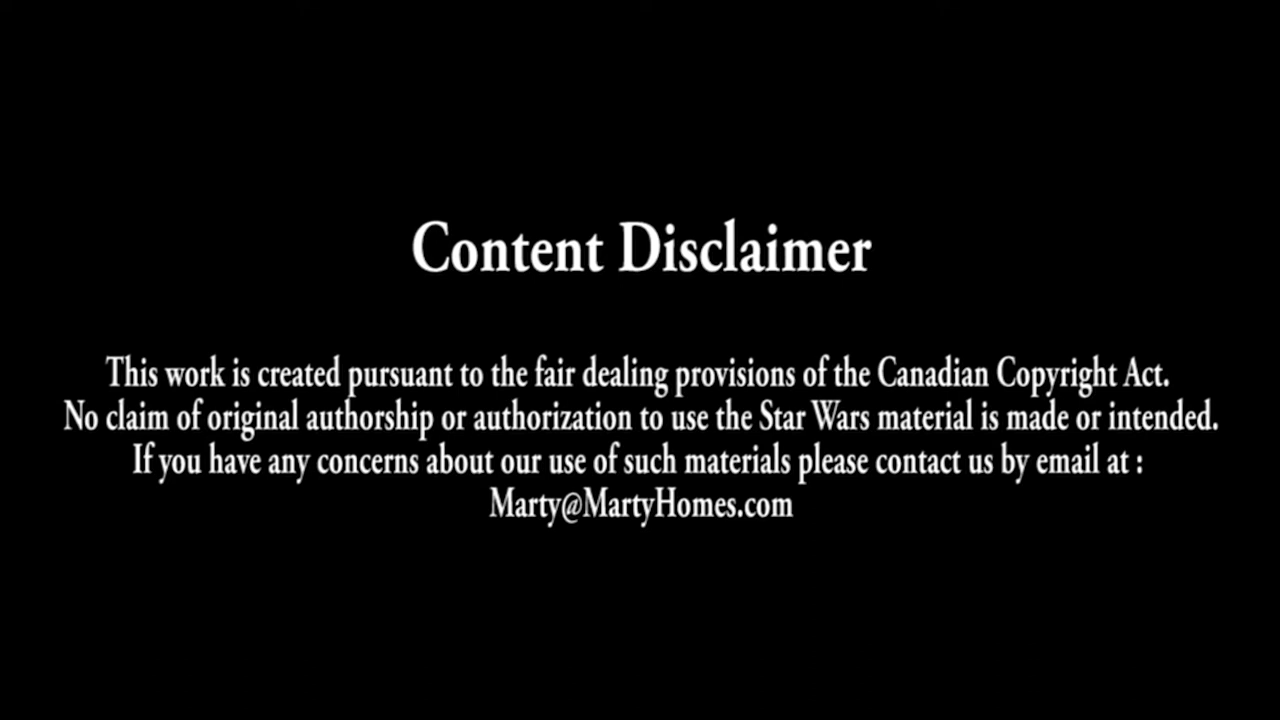 Content Disclaimer
This work is created pursuant to the fair dealing provisions of the Canadian Copyright Act.
No claim of original authorship or authorization to use the Star Wars material is made or intended.
If you have any concerns about our use of such materials please contact us by email at :
Marty@MartyHomes.com